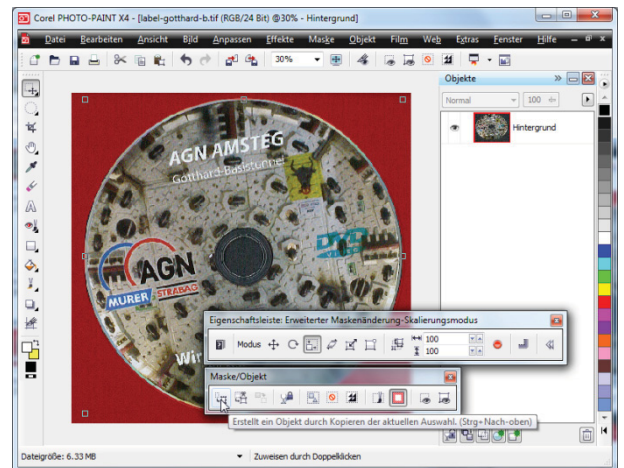 Corel PHOTO-PAINT X4 - [label-gotthard-b.tif (RGB/24 Bit) @30% - Hintergrund]
Datei Bearbeiten Ansicht Bild Anpassen Effekte Maske Objekt Film Web Extras Fenster Hilfe
30%
Objekte
Normal 100
Hintergrund
AGN AMSTEG
Gotthard-Basistunnel
DVD
VIDEO
AGN
MURER STRABAG
Wir
Eigenschaftsleiste: Erweiterter Maskenänderung-Skalierungsmodus
Modus 100
100
Maske/Objekt
Erstellt ein Objekt durch Kopieren der aktuellen Auswahl. (Strg+Nach-oben)
Dateigröße: 6.33 MB Zuweisen durch Doppelklicken